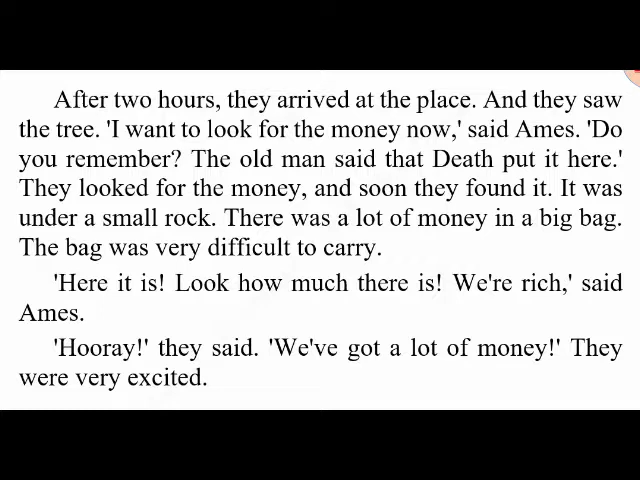 After two hours, they arrived at the place. And they saw
the tree. 'I want to look for the money now,' said Ames. 'Do
you remember? The old man said that Death put it here.'
They looked for the money, and soon they found it. It was
under a small rock. There was a lot of money in a big bag.
The bag was very difficult to carry.
'Here it is! Look how much there is! We're rich,' said
Ames.
'Hooray!' they said. 'We've got a lot of money!' They
were very excited.